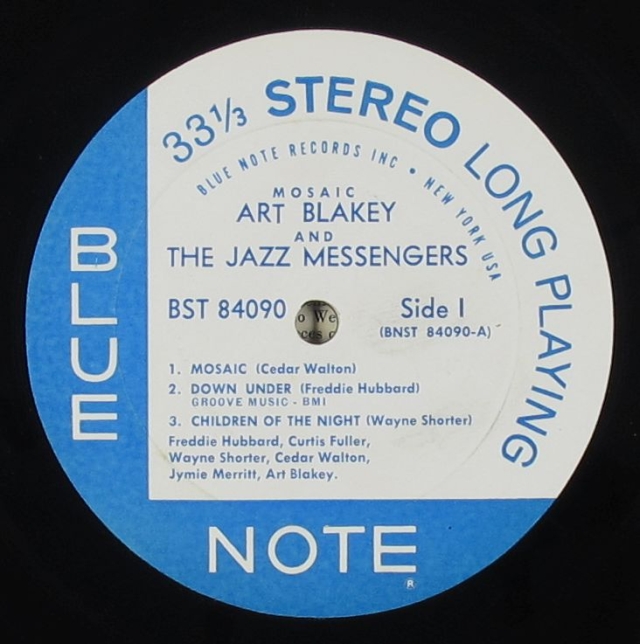 33⅓ STEREO LONG PLAYING
BLUE NOTE RECORDS INC • NEW YORK USA
MOSAIC
ART BLAKEY
AND
THE JAZZ MESSENGERS
BST 84090
Side 1
(BNST 84090-A)
o We
ces
1. MOSAIC (Cedar Walton)
2. DOWN UNDER (Freddie Hubbard)
GROOVE MUSIC - BMI
3. CHILDREN OF THE NIGHT (Wayne Shorter)
Freddie Hubbard, Curtis Fuller,
Wayne Shorter, Cedar Walton,
Jymie Merritt, Art Blakey.
BLUE
NOTE
®